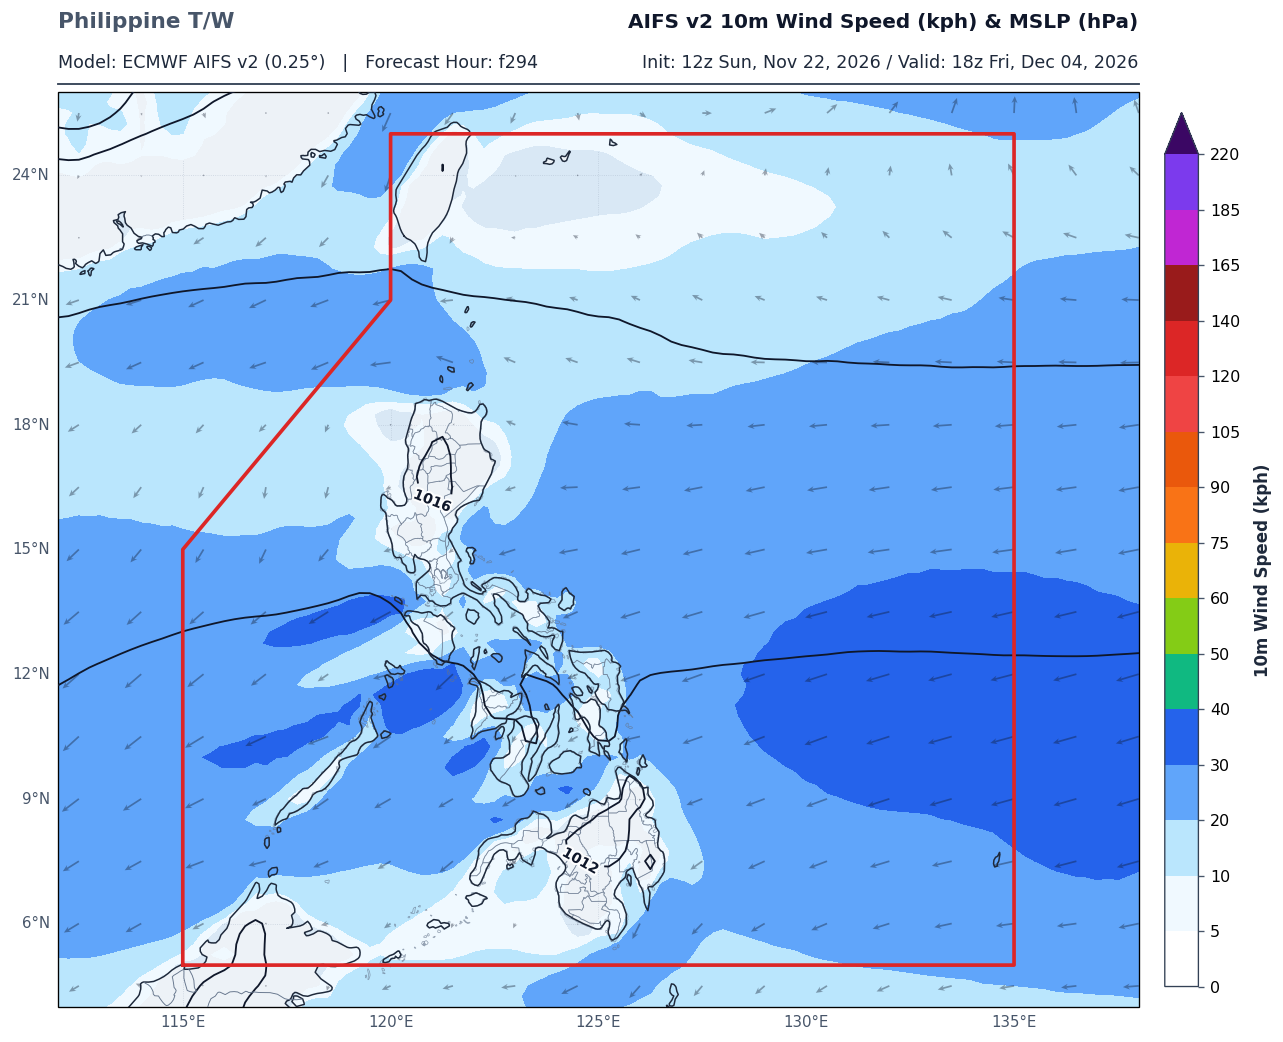 Philippine T/W
AIFS v2 10m Wind Speed (kph) & MSLP (hPa)
Model: ECMWF AIFS v2 (0.25°) | Forecast Hour: f294
Init: 12z Sun, Nov 22, 2026 / Valid: 18z Fri, Dec 04, 2026
24°N
21°N
18°N
15°N
12°N
9°N
6°N
1016
1012
115°E
120°E
125°E
130°E
135°E
220
185
165
140
120
105
90
75
60
50
40
30
20
10
5
0
10m Wind Speed (kph)